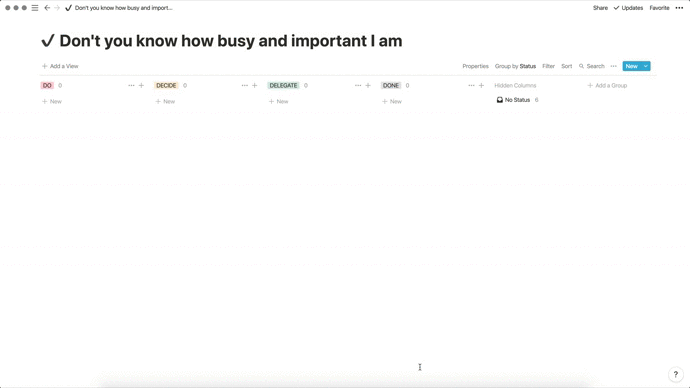 Don't you know how busy and import...
Share Updates Favorite
Don't you know how busy and important I am
Add a View
Properties Group by Status Filter Sort Search New
DO 0 DECIDE 0 DELEGATE 0 DONE 0 Hidden Columns Add a Group
New New New New No Status 6
?